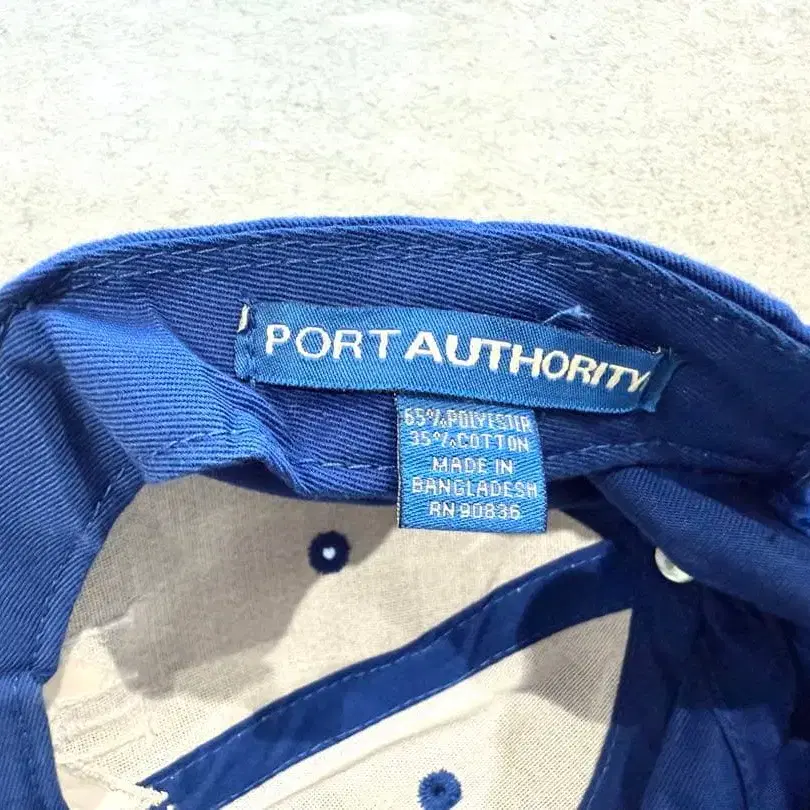 PORT AUTHORITY
65% POLYESTER
35% COTTON
MADE IN
BANGLADESH
RN 90836